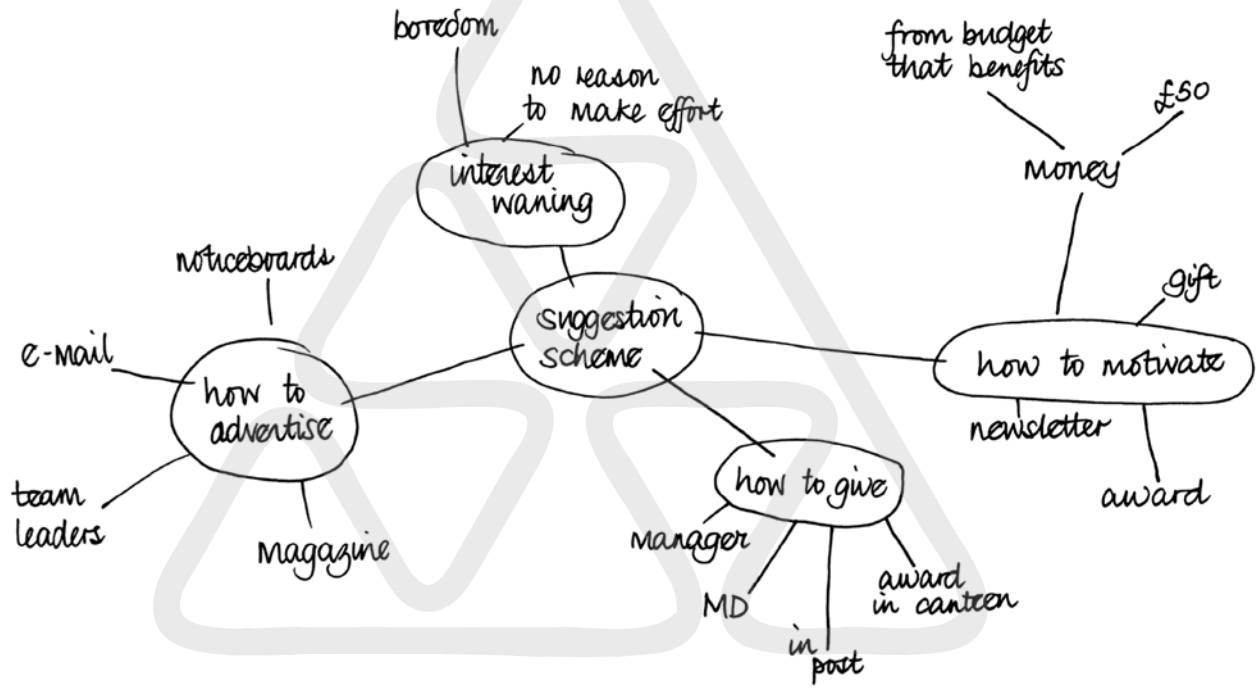 boredom
no reason
to make effort
interest
waning
from budget
that benefits
£50
money
gift
how to motivate
newsletter
award
noticeboards
e-mail
how to
advertise
team
leaders
magazine
suggestion
scheme
how to give
manager
MD
in
post
award
in canteen